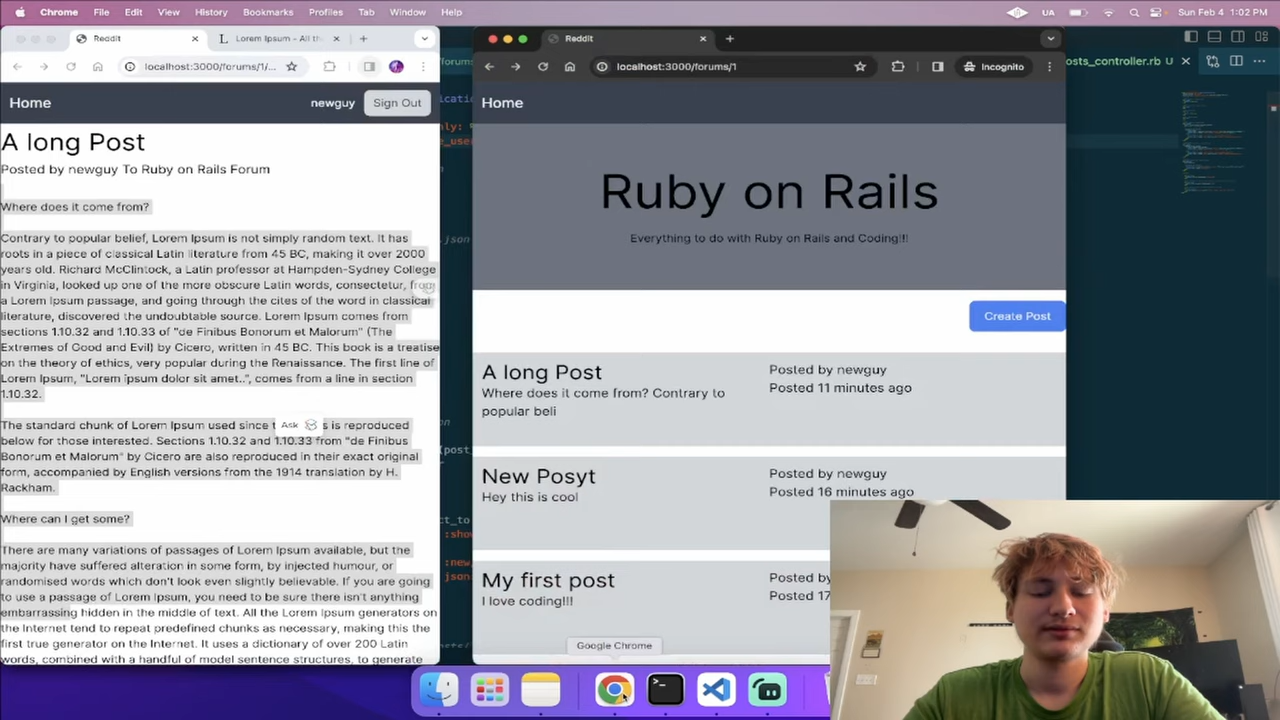 Chrome File Edit View History Bookmarks Profiles Tab Window Help
UA Sun Feb 4 1:02 PM
Reddit
Lorem Ipsum - All th
localhost:3000/forums/1/...
Home
newguy
Sign Out
A long Post
Posted by newguy To Ruby on Rails Forum
Where does it come from?
Contrary to popular belief, Lorem Ipsum is not simply random text. It has
roots in a piece of classical Latin literature from 45 BC, making it over 2000
years old. Richard McClintock, a Latin professor at Hampden-Sydney College
in Virginia, looked up one of the more obscure Latin words, consectetur, from
a Lorem Ipsum passage, and going through the cites of the word in classical
literature, discovered the undoubtable source. Lorem Ipsum comes from
sections 1.10.32 and 1.10.33 of "de Finibus Bonorum et Malorum" (The
Extremes of Good and Evil) by Cicero, written in 45 BC. This book is a treatise
on the theory of ethics, very popular during the Renaissance. The first line of
Lorem Ipsum, "Lorem ipsum dolor sit amet..", comes from a line in section
1.10.32.
The standard chunk of Lorem Ipsum used since t
Ask
s is reproduced
below for those interested. Sections 1.10.32 and 1.10.33 from "de Finibus
Bonorum et Malorum" by Cicero are also reproduced in their exact original
form, accompanied by English versions from the 1914 translation by H.
Rackham.
Where can I get some?
There are many variations of passages of Lorem Ipsum available, but the
majority have suffered alteration in some form, by injected humour, or
randomised words which don't look even slightly believable. If you are going
to use a passage of Lorem Ipsum, you need to be sure there isn't anything
embarrassing hidden in the middle of text. All the Lorem Ipsum generators on
the Internet tend to repeat predefined chunks as necessary, making this the
first true generator on the Internet. It uses a dictionary of over 200 Latin
words, combined with a handful of model sentence structures, to generate
Reddit
localhost:3000/forums/1
Incognito
Home
Ruby on Rails
Everything to do with Ruby on Rails and Coding!!!
Create Post
A long Post
Where does it come from? Contrary to
popular beli
Posted by newguy
Posted 11 minutes ago
New Posyt
Hey this is cool
Posted by newguy
Posted 16 minutes ago
My first post
I love coding!!!
Posted by
Posted 17
Google Chrome
osts_controller.rb U